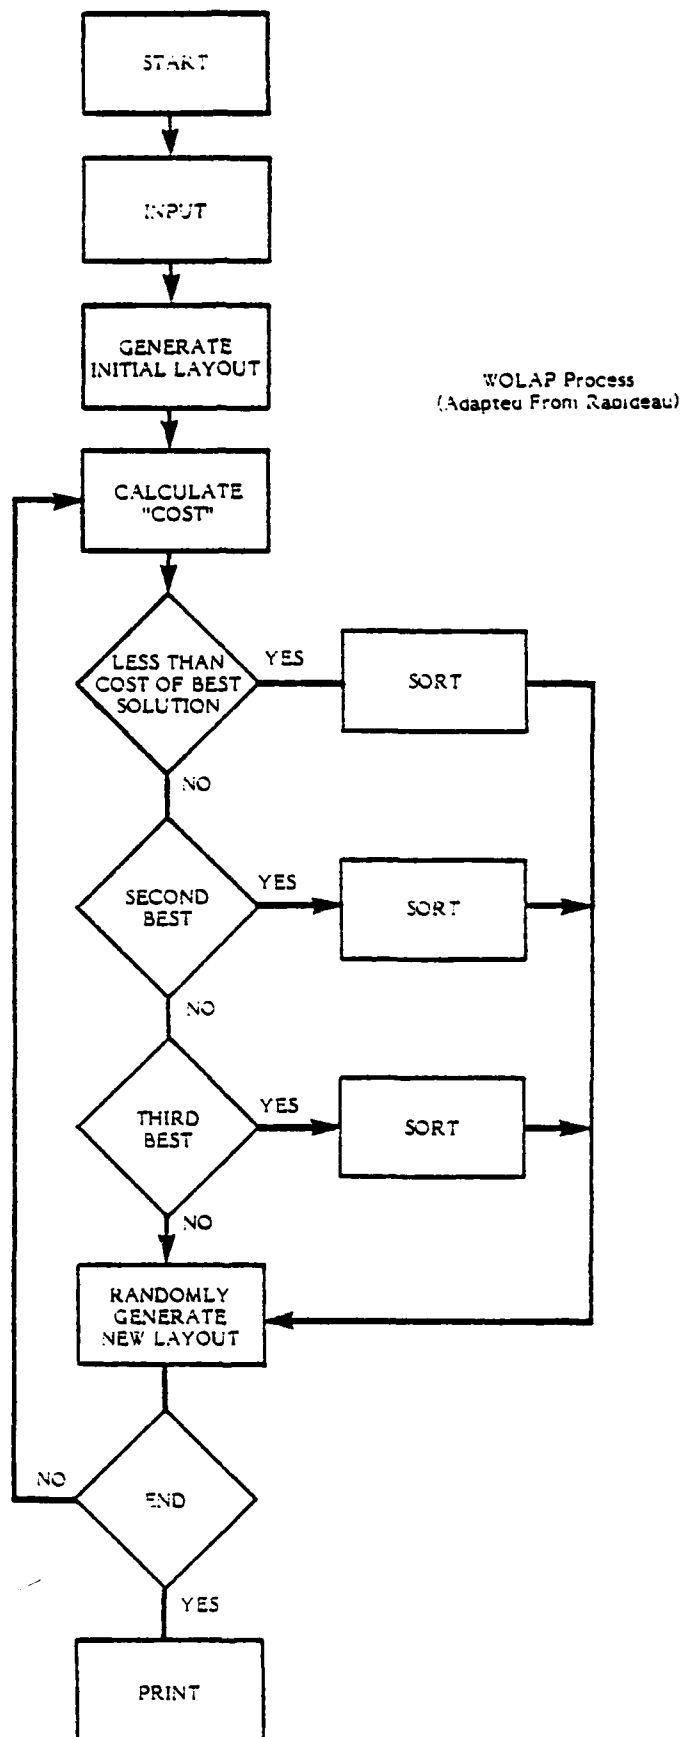 START
INPUT
GENERATE
INITIAL LAYOUT
WOLAP Process
(Adapted From Rabideau)
CALCULATE
"COST"
LESS THAN
COST OF BEST
SOLUTION
YES
SORT
NO
SECOND
BEST
YES
SORT
NO
THIRD
BEST
YES
SORT
NO
RANDOMLY
GENERATE
NEW LAYOUT
NO
END
YES
PRINT